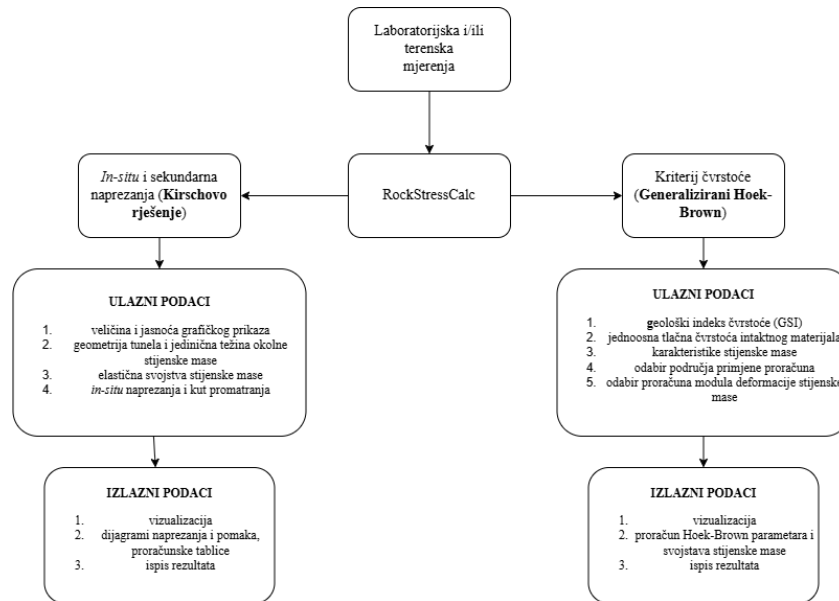 Laboratorijska i/ili
terenska
mjerenja
In-situ i sekundarna
naprezanja (Kirschovo
rješenje)
RockStressCalc
Kriterij čvrstoće
(Generalizirani Hoek-
Brown)
ULAZNI PODACI
1. veličina i jasnoća grafičkog prikaza
2. geometrija tunela i jedinična težina okolne
stijenske mase
3. elastična svojstva stijenske mase
4. in-situ naprezanja i kut promatranja
ULAZNI PODACI
1. geološki indeks čvrstoće (GSI)
2. jednoosna tlačna čvrstoća intaktnog materijala
3. karakteristike stijenske mase
4. odabir područja primjene proračuna
5. odabir proračuna modula deformacije stijenske
mase
IZLAZNI PODACI
1. vizualizacija
2. dijagrami naprezanja i pomaka,
proračunske tablice
3. ispis rezultata
IZLAZNI PODACI
1. vizualizacija
2. proračun Hoek-Brown parametara i
svojstava stijenske mase
3. ispis rezultata